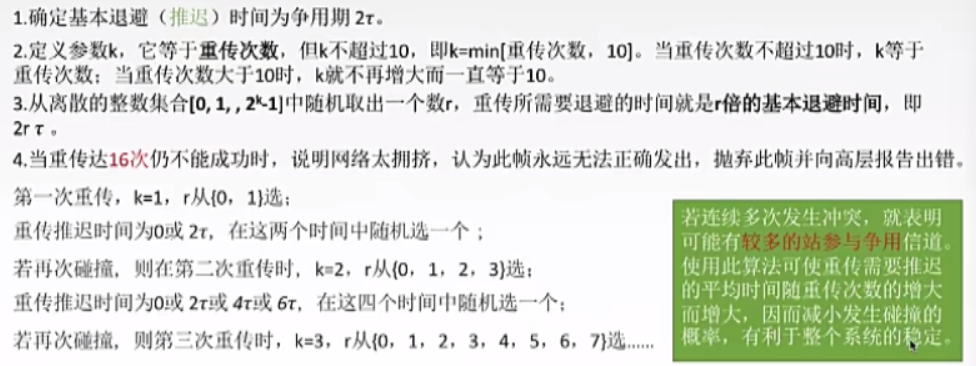 1.确定基本退避（推迟）时间为争用期 2τ。
2.定义参数k，它等于重传次数，但k不超过10，即k=min[重传次数，10]。当重传次数不超过10时，k等于
重传次数；当重传次数大于10时，k就不再增大而一直等于10。
3.从离散的整数集合[0, 1, , 2ᵏ-1]中随机取出一个数r，重传所需要退避的时间就是r倍的基本退避时间，即
2r τ 。
4.当重传达16次仍不能成功时，说明网络太拥挤，认为此帧永远无法正确发出，抛弃此帧并向高层报告出错。
第一次重传，k=1，r从{0，1}选；
重传推迟时间为0或 2τ，在这两个时间中随机选一个；
若再次碰撞，则在第二次重传时，k=2，r从{0，1，2，3}选；
重传推迟时间为0或 2τ或 4τ或 6τ，在这四个时间中随机选一个；
若再次碰撞，则第三次重传时，k=3，r从{0，1，2，3，4，5，6，7}选......
若连续多次发生冲突，就表明
可能有较多的站参与争用信道。
使用此算法可使重传需要推迟
的平均时间随重传次数的增大
而增大，因而减小发生碰撞的
概率，有利于整个系统的稳定。